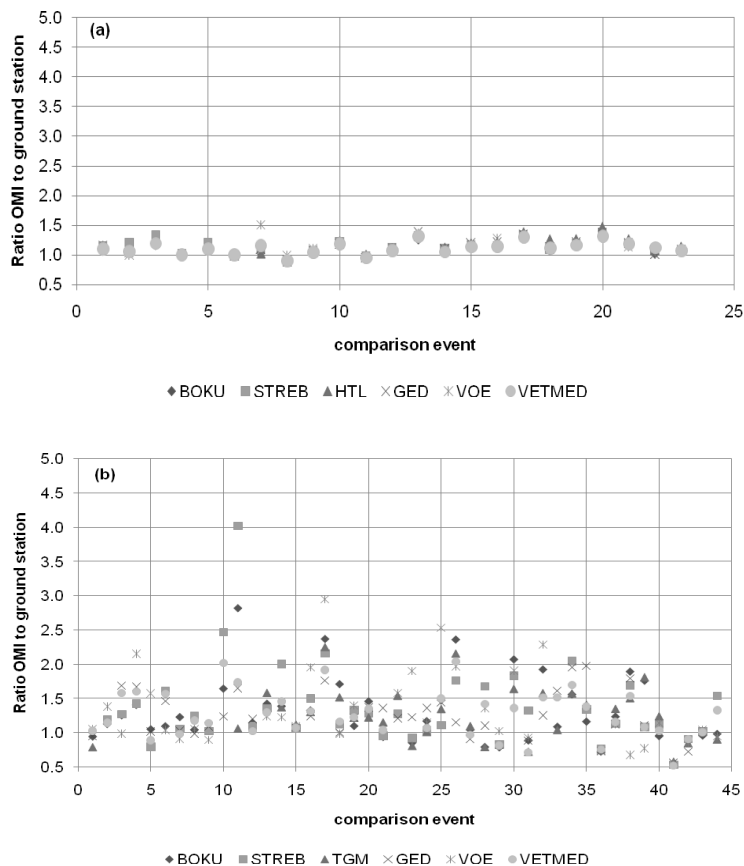 (a)
Ratio OMI to ground station
5.0
4.5
4.0
3.5
3.0
2.5
2.0
1.5
1.0
0.5
0 5 10 15 20 25
comparison event
BOKU STREB HTL GED VOE VETMED
(b)
Ratio OMI to ground station
5.0
4.5
4.0
3.5
3.0
2.5
2.0
1.5
1.0
0.5
0 5 10 15 20 25 30 35 40 45
comparison event
BOKU STREB TGM GED VOE VETMED